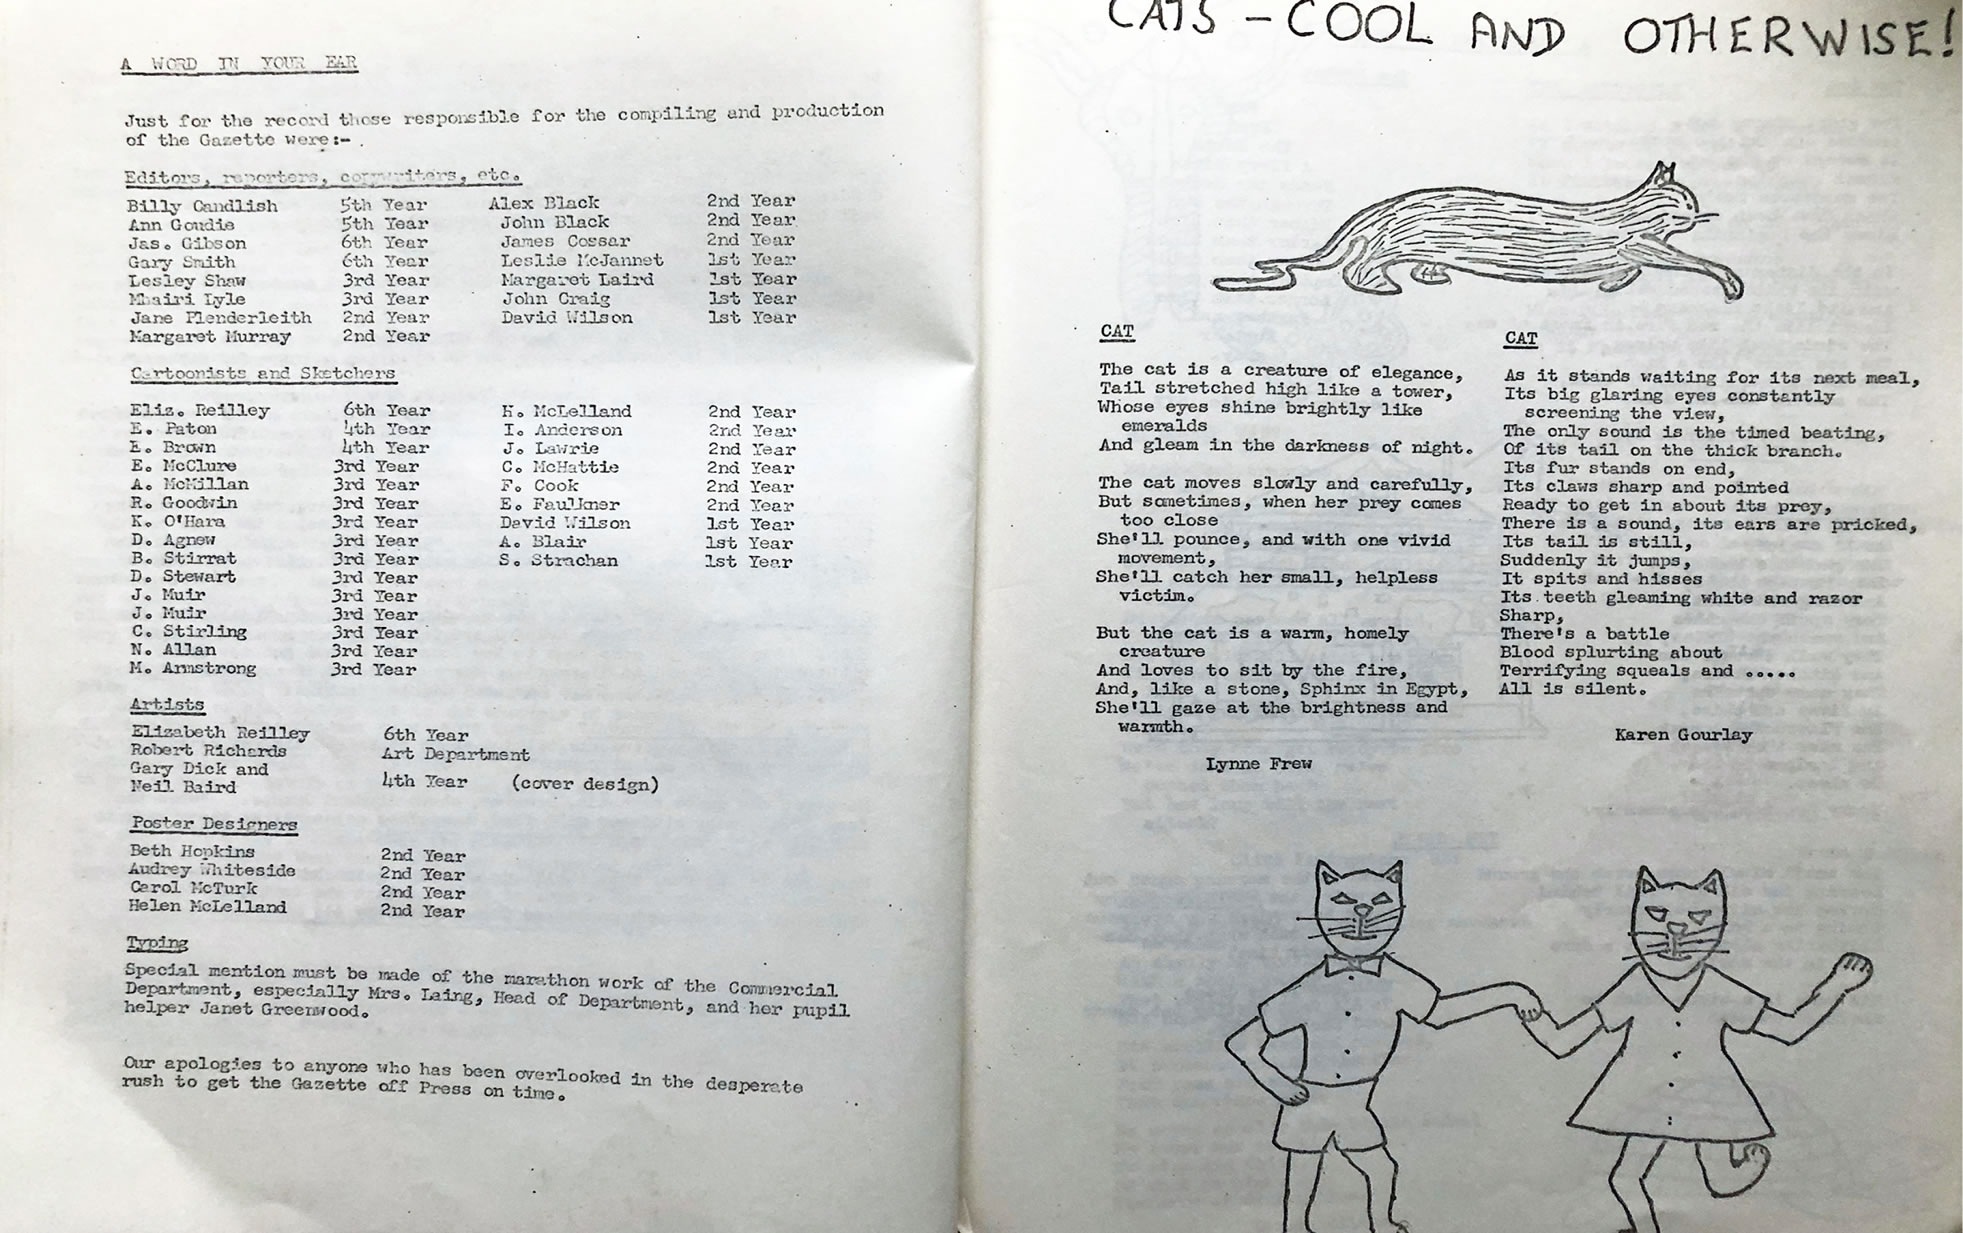 A WORD IN YOUR EAR
Just for the record those responsible for the compiling and production
of the Gazette were:-
Editors, reporters, copywriters, etc.
Billy Candlish 5th Year Alex Black 2nd Year
Ann Goudie 5th Year John Black 2nd Year
Jas. Gibson 6th Year James Cossar 2nd Year
Gary Smith 6th Year Leslie McJannet 1st Year
Lesley Shaw 3rd Year Margaret Laird 1st Year
Mhairi Lyle 3rd Year John Craig 1st Year
Jane Plenderleith 2nd Year David Wilson 1st Year
Margaret Murray 2nd Year
Cartoonists and Sketchers
Eliz. Reilley 6th Year H. McLelland 2nd Year
E. Paton 4th Year I. Anderson 2nd Year
E. Brown 4th Year J. Lawrie 2nd Year
E. McClure 3rd Year C. McHattie 2nd Year
A. McMillan 3rd Year F. Cook 2nd Year
R. Goodwin 3rd Year E. Faulkner 2nd Year
K. O'Hara 3rd Year David Wilson 1st Year
D. Agnew 3rd Year A. Blair 1st Year
B. Stirrat 3rd Year S. Strachan 1st Year
D. Stewart 3rd Year
J. Muir 3rd Year
J. Muir 3rd Year
C. Stirling 3rd Year
N. Allan 3rd Year
M. Armstrong 3rd Year
Artists
Elizabeth Reilley 6th Year
Robert Richards Art Department
Gary Dick and
Neil Baird 4th Year (cover design)
Poster Designers
Beth Hopkins 2nd Year
Audrey Whiteside 2nd Year
Carol McTurk 2nd Year
Helen McLelland 2nd Year
Typing
Special mention must be made of the marathon work of the Commercial
Department, especially Mrs. Laing, Head of Department, and her pupil
helper Janet Greenwood.
Our apologies to anyone who has been overlooked in the desperate
rush to get the Gazette off Press on time.
CATS - COOL AND OTHERWISE!
CAT
The cat is a creature of elegance,
Tail stretched high like a tower,
Whose eyes shine brightly like
emeralds
And gleam in the darkness of night.
The cat moves slowly and carefully,
But sometimes, when her prey comes
too close
She'll pounce, and with one vivid
movement,
She'll catch her small, helpless
victim.
But the cat is a warm, homely
creature
And loves to sit by the fire,
And, like a stone, Sphinx in Egypt,
She'll gaze at the brightness and
warmth.
Lynne Frew
CAT
As it stands waiting for its next meal,
Its big glaring eyes constantly
screening the view,
The only sound is the timed beating,
Of its tail on the thick branch.
Its fur stands on end,
Its claws sharp and pointed
Ready to get in about its prey,
There is a sound, its ears are pricked,
Its tail is still,
Suddenly it jumps,
It spits and hisses
Its teeth gleaming white and razor
Sharp,
There's a battle
Blood splurting about
Terrifying squeals and .....
All is silent.
Karen Gourlay